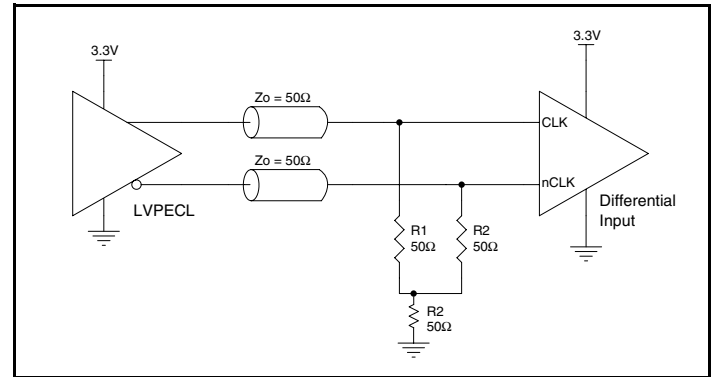 3.3V
3.3V
Zo = 50Ω
CLK
Zo = 50Ω
nCLK
LVPECL
Differential
Input
R1
50Ω
R2
50Ω
R2
50Ω